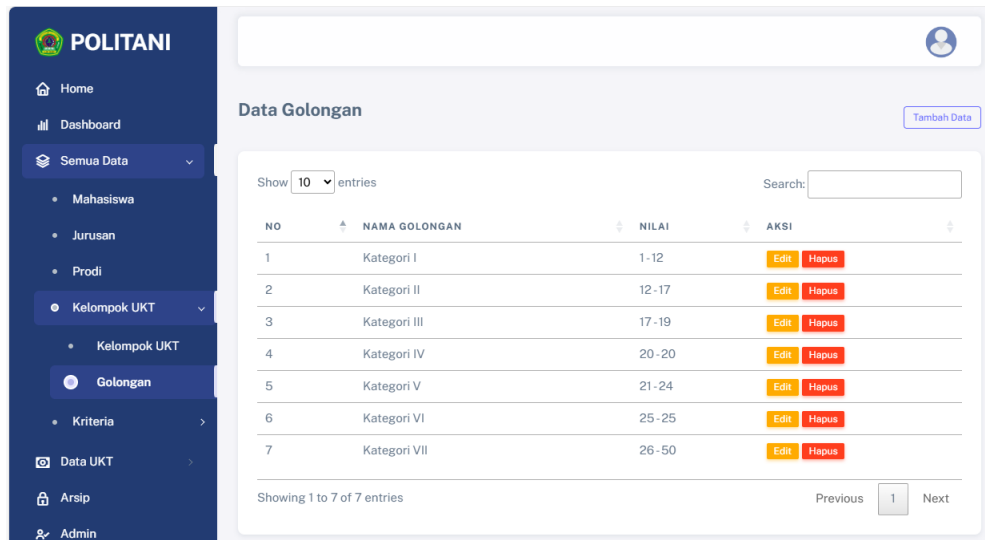 POLITANI
Home
Dashboard
Semua Data
Mahasiswa
Jurusan
Prodi
Kelompok UKT
Kelompok UKT
Golongan
Kriteria
Data UKT
Arsip
Admin
Data Golongan
Tambah Data
Show 10 entries
Search:
NO NAMA GOLONGAN NILAI AKSI
1 Kategori I 1 - 12 Edit Hapus
2 Kategori II 12 - 17 Edit Hapus
3 Kategori III 17 - 19 Edit Hapus
4 Kategori IV 20 - 20 Edit Hapus
5 Kategori V 21 - 24 Edit Hapus
6 Kategori VI 25 - 25 Edit Hapus
7 Kategori VII 26 - 50 Edit Hapus
Showing 1 to 7 of 7 entries
Previous 1 Next